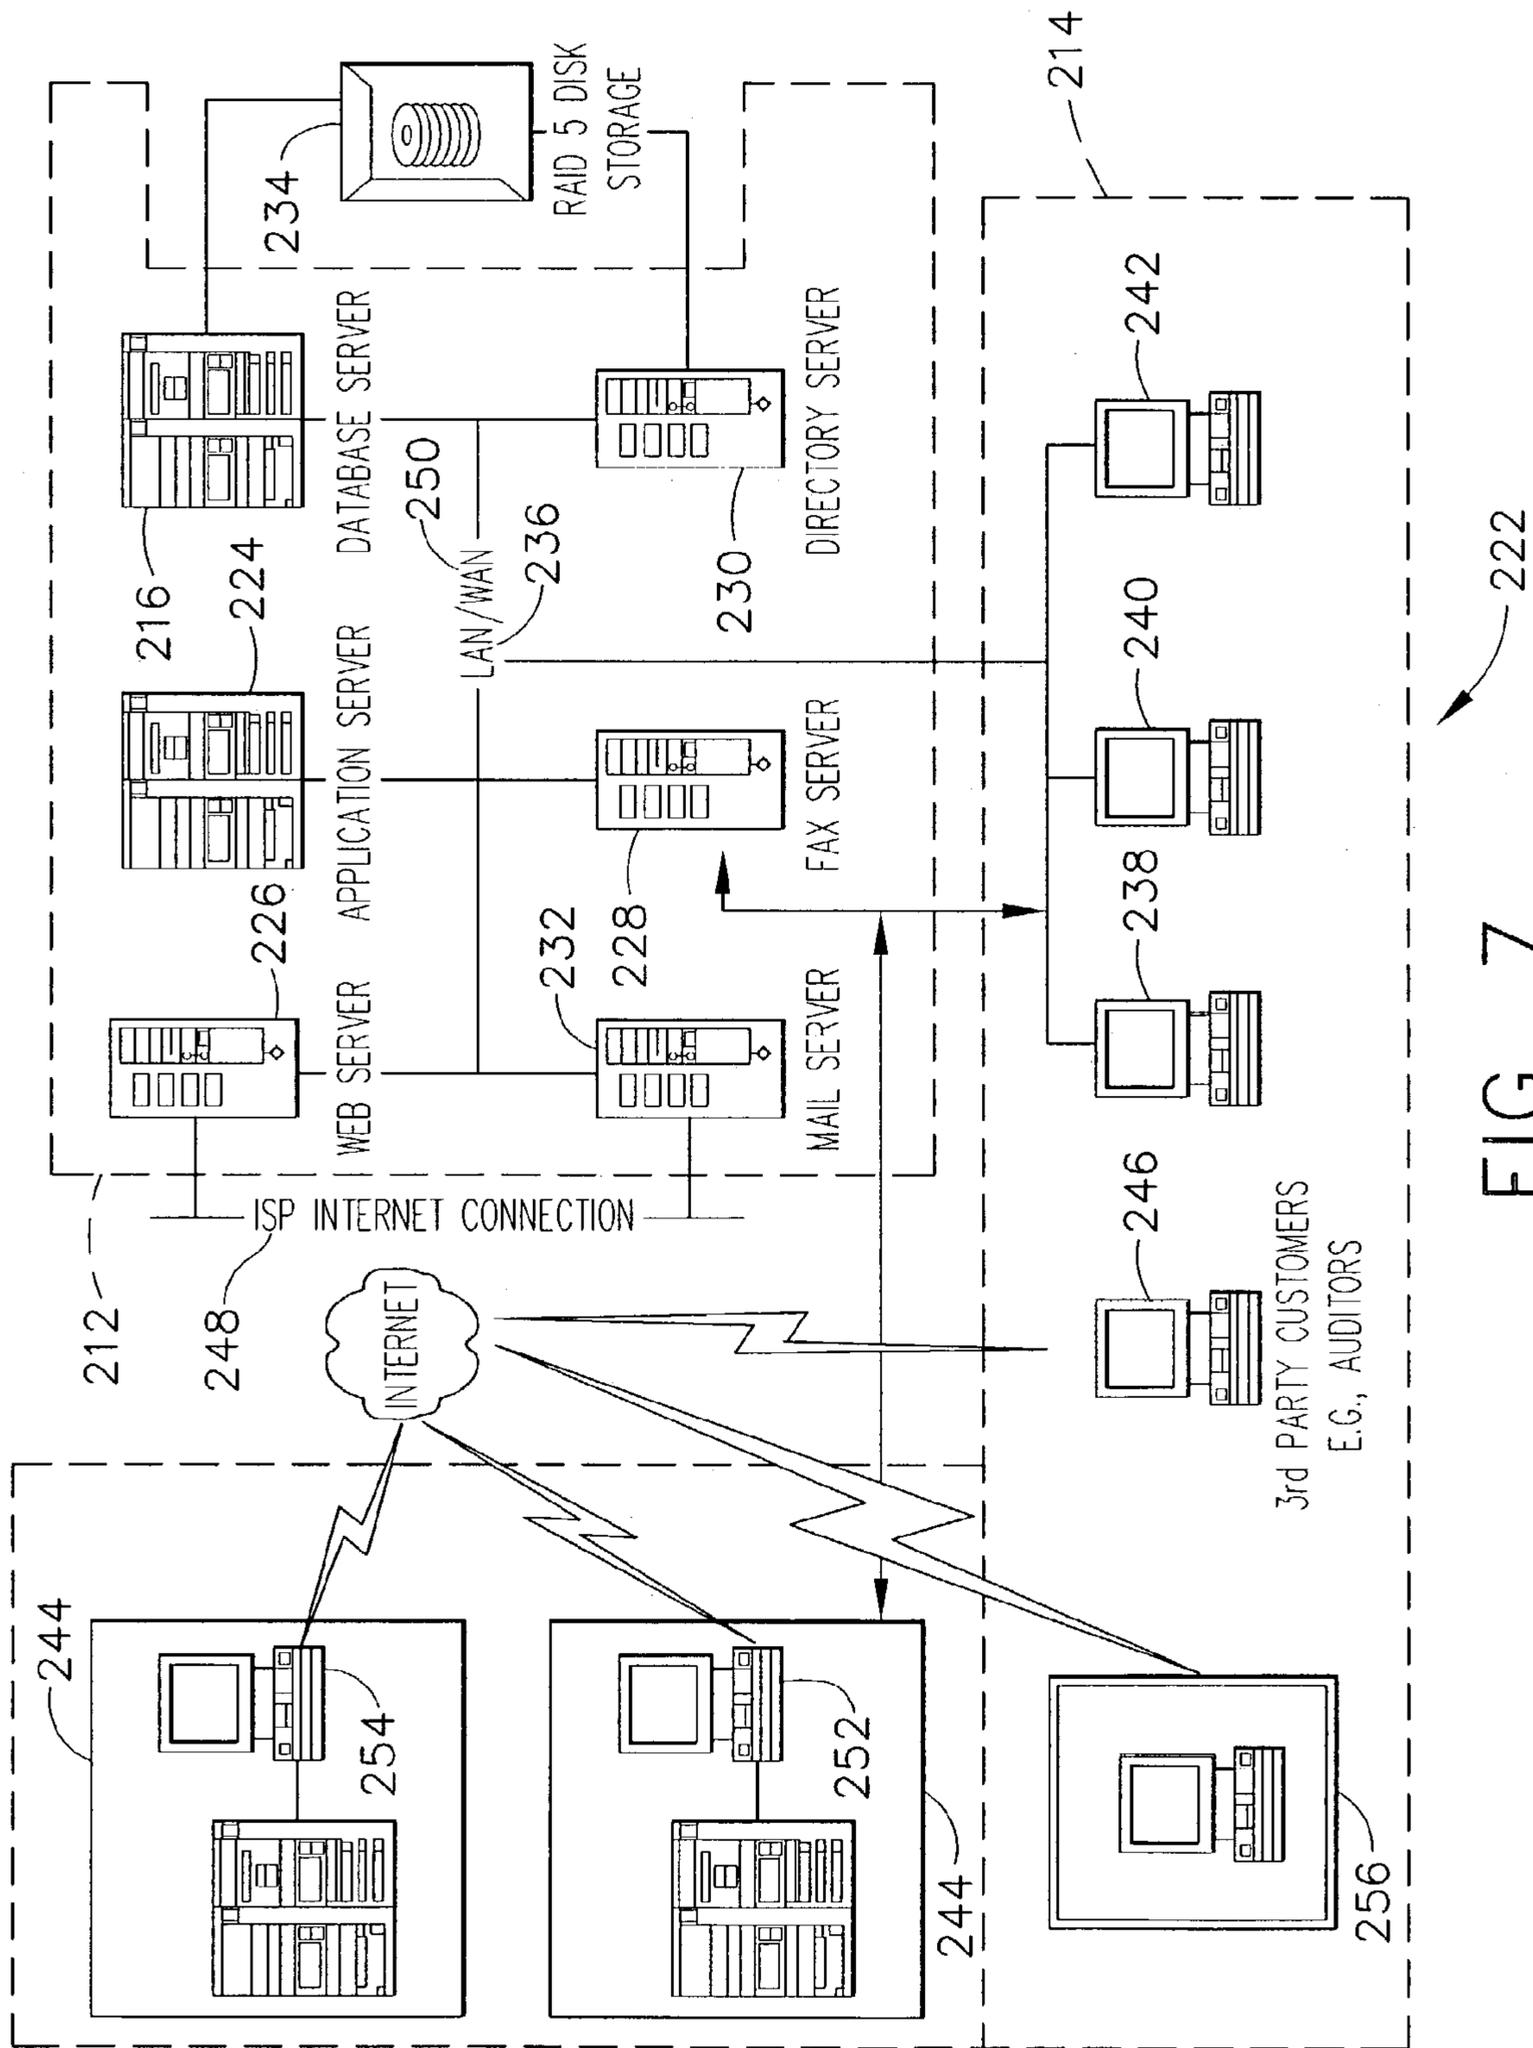 244
212
248
226
224
216
234
254
INTERNET
ISP INTERNET CONNECTION
WEB SERVER
APPLICATION SERVER
DATABASE SERVER
250
LAN/WAN
236
RAID 5 DISK
STORAGE
232
228
230
252
MAIL SERVER
FAX SERVER
DIRECTORY SERVER
244
214
246
238
240
242
3rd PARTY CUSTOMERS
E.G., AUDITORS
256
222
FIG. 7